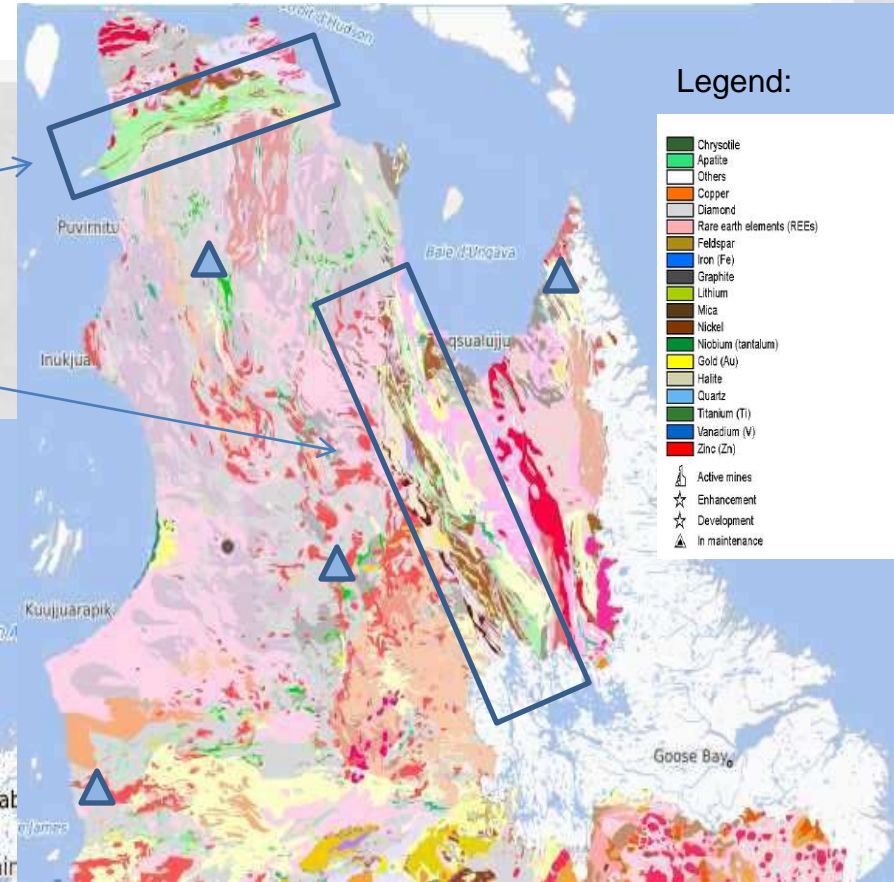 Puvirnitu
Baie d'Ungava
qsualujju
Inukjua
Kuujjuarapik
Goose Bay
Legend:
Chrysotile
Apatite
Others
Copper
Diamond
Rare earth elements (REEs)
Feldspar
Iron (Fe)
Graphite
Lithium
Mica
Nickel
Niobium (tantalum)
Gold (Au)
Halite
Quartz
Titanium (Ti)
Vanadium (V)
Zinc (Zn)
Active mines
Enhancement
Development
In maintenance